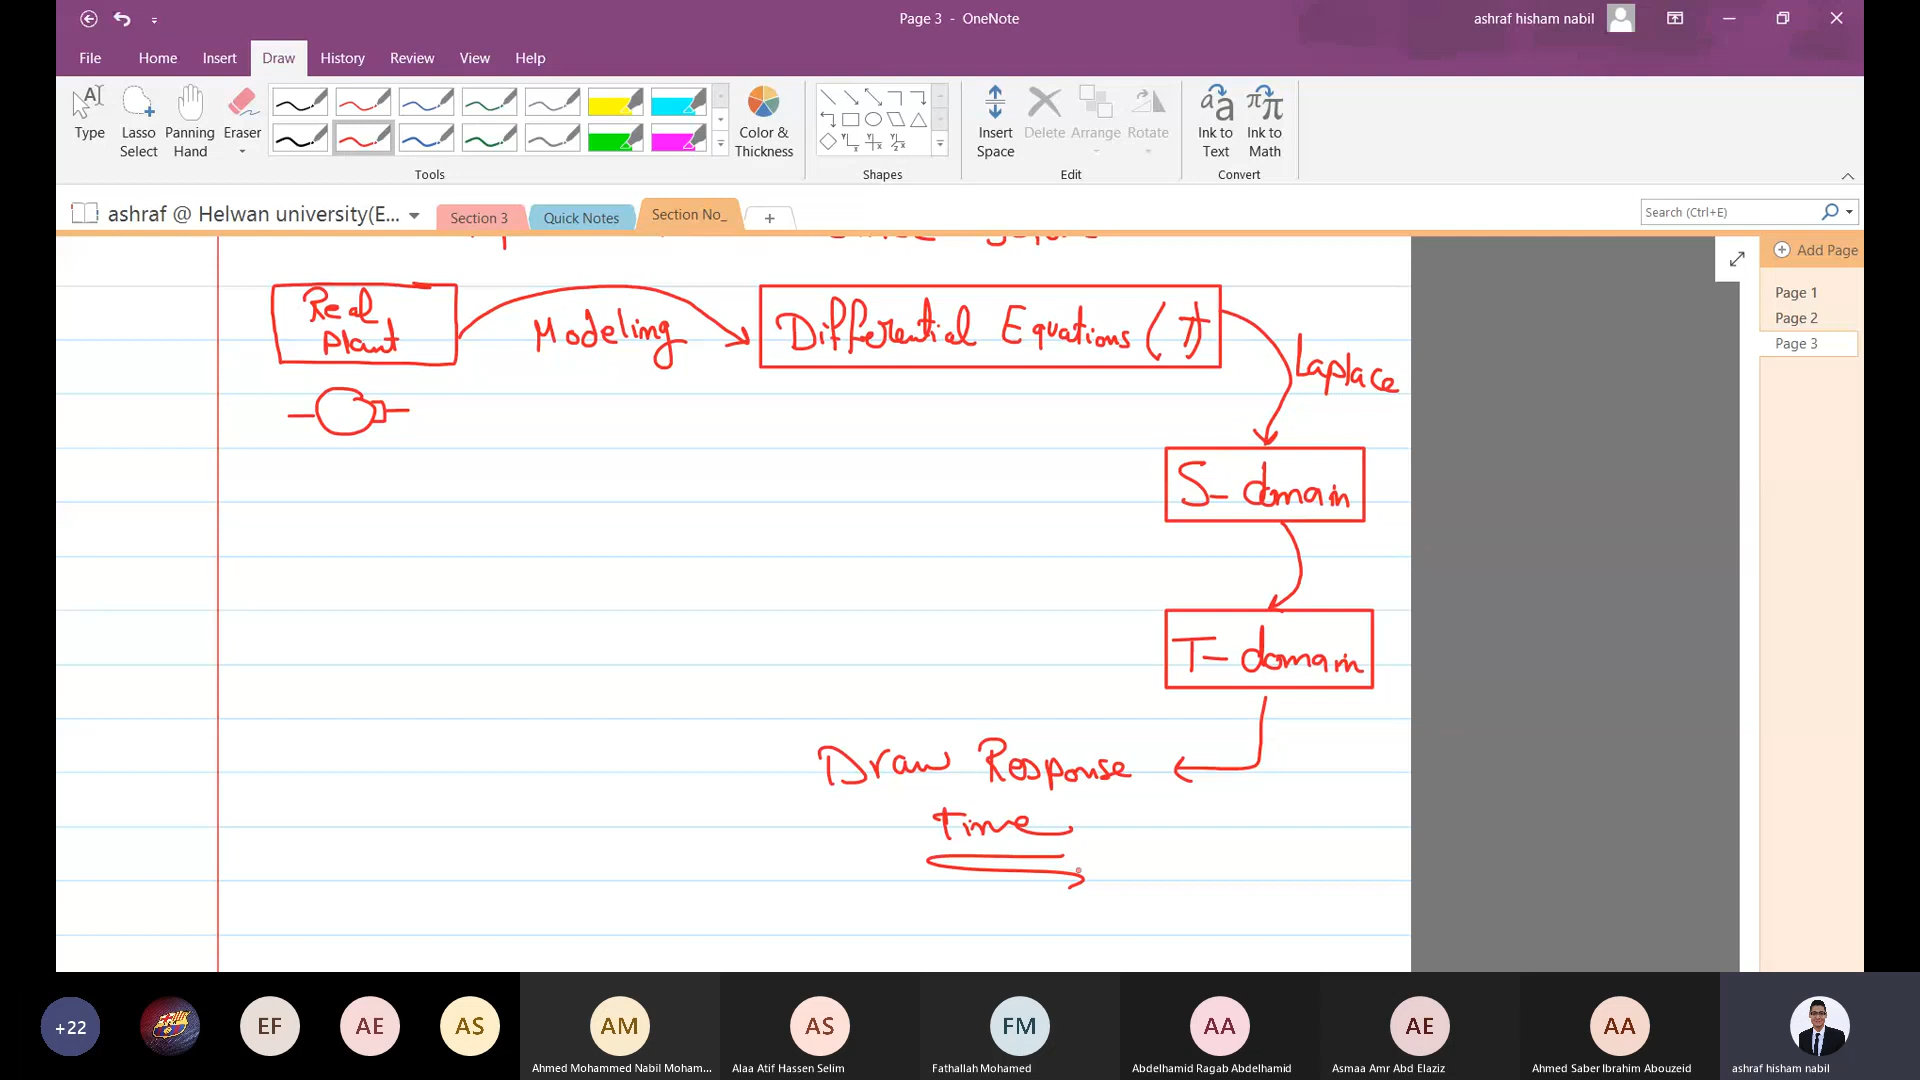 Page 3 - OneNote
ashraf hisham nabil
File Home Insert Draw History Review View Help
Type
Lasso Select
Panning Hand
Eraser
Color & Thickness
Insert Space
Delete
Arrange
Rotate
Ink to Text
Ink to Math
Tools
Shapes
Edit
Convert
ashraf @ Helwan university(E...
Section 3
Quick Notes
Section No_
Search (Ctrl+E)
Add Page
Page 1
Page 2
Page 3
Real
Plant
Modeling
Differential Equations (T)
Laplace
S- domain
T- domain
Draw Response
time
+22
EF
AE
AS
AM
AS
FM
AA
AE
AA
Ahmed Mohammed Nabil Moham...
Alaa Atif Hassen Selim
Fathallah Mohamed
Abdelhamid Ragab Abdelhamid
Asmaa Amr Abd Elaziz
Ahmed Saber Ibrahim Abouzeid
ashraf hisham nabil